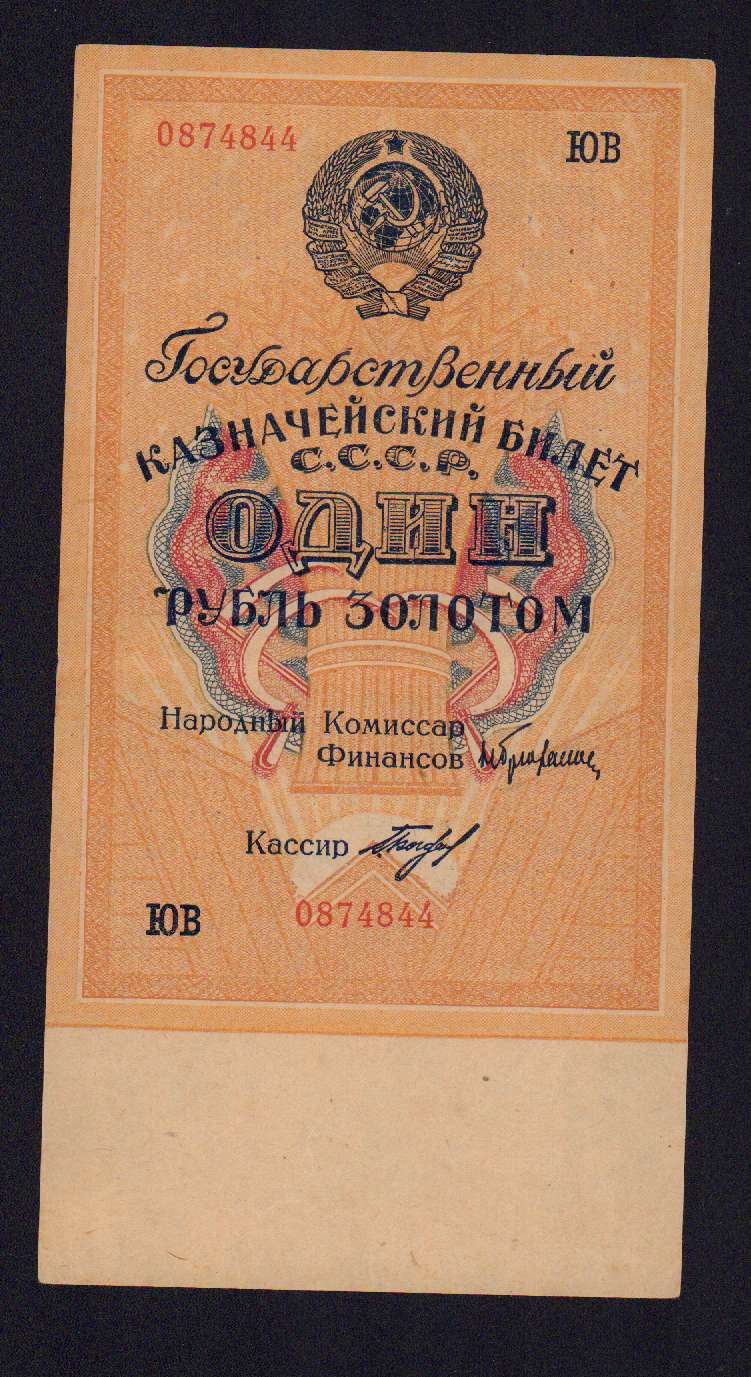 0874844
ЮВ
Государственный
КАЗНАЧЕЙСКИЙ БИЛЕТ
С.С.С.Р.
ОДИН
РУБЛЬ ЗОЛОТОМ
Народный Комиссар
Финансов
Кассир
ЮВ
0874844